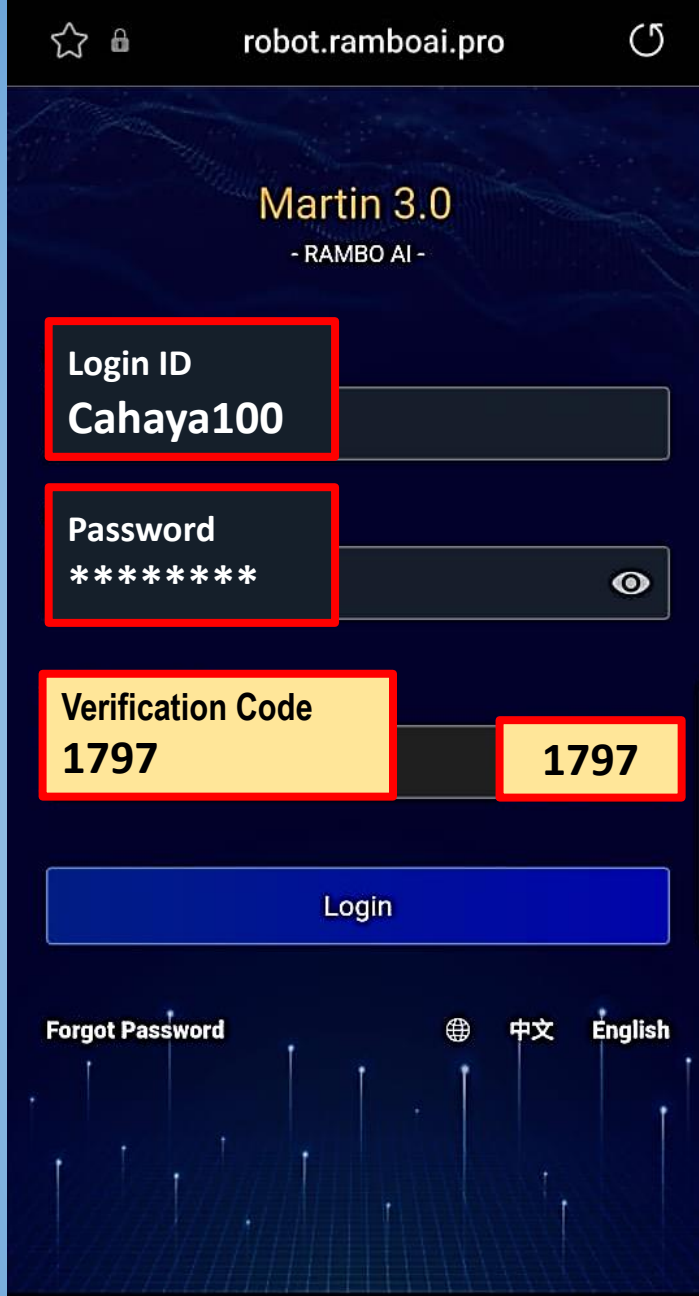 robot.ramboai.pro
Martin 3.0
- RAMBO AI -
Login ID
Cahaya100
Password
********
Verification Code
1797
1797
Login
Forgot Password 中文 English